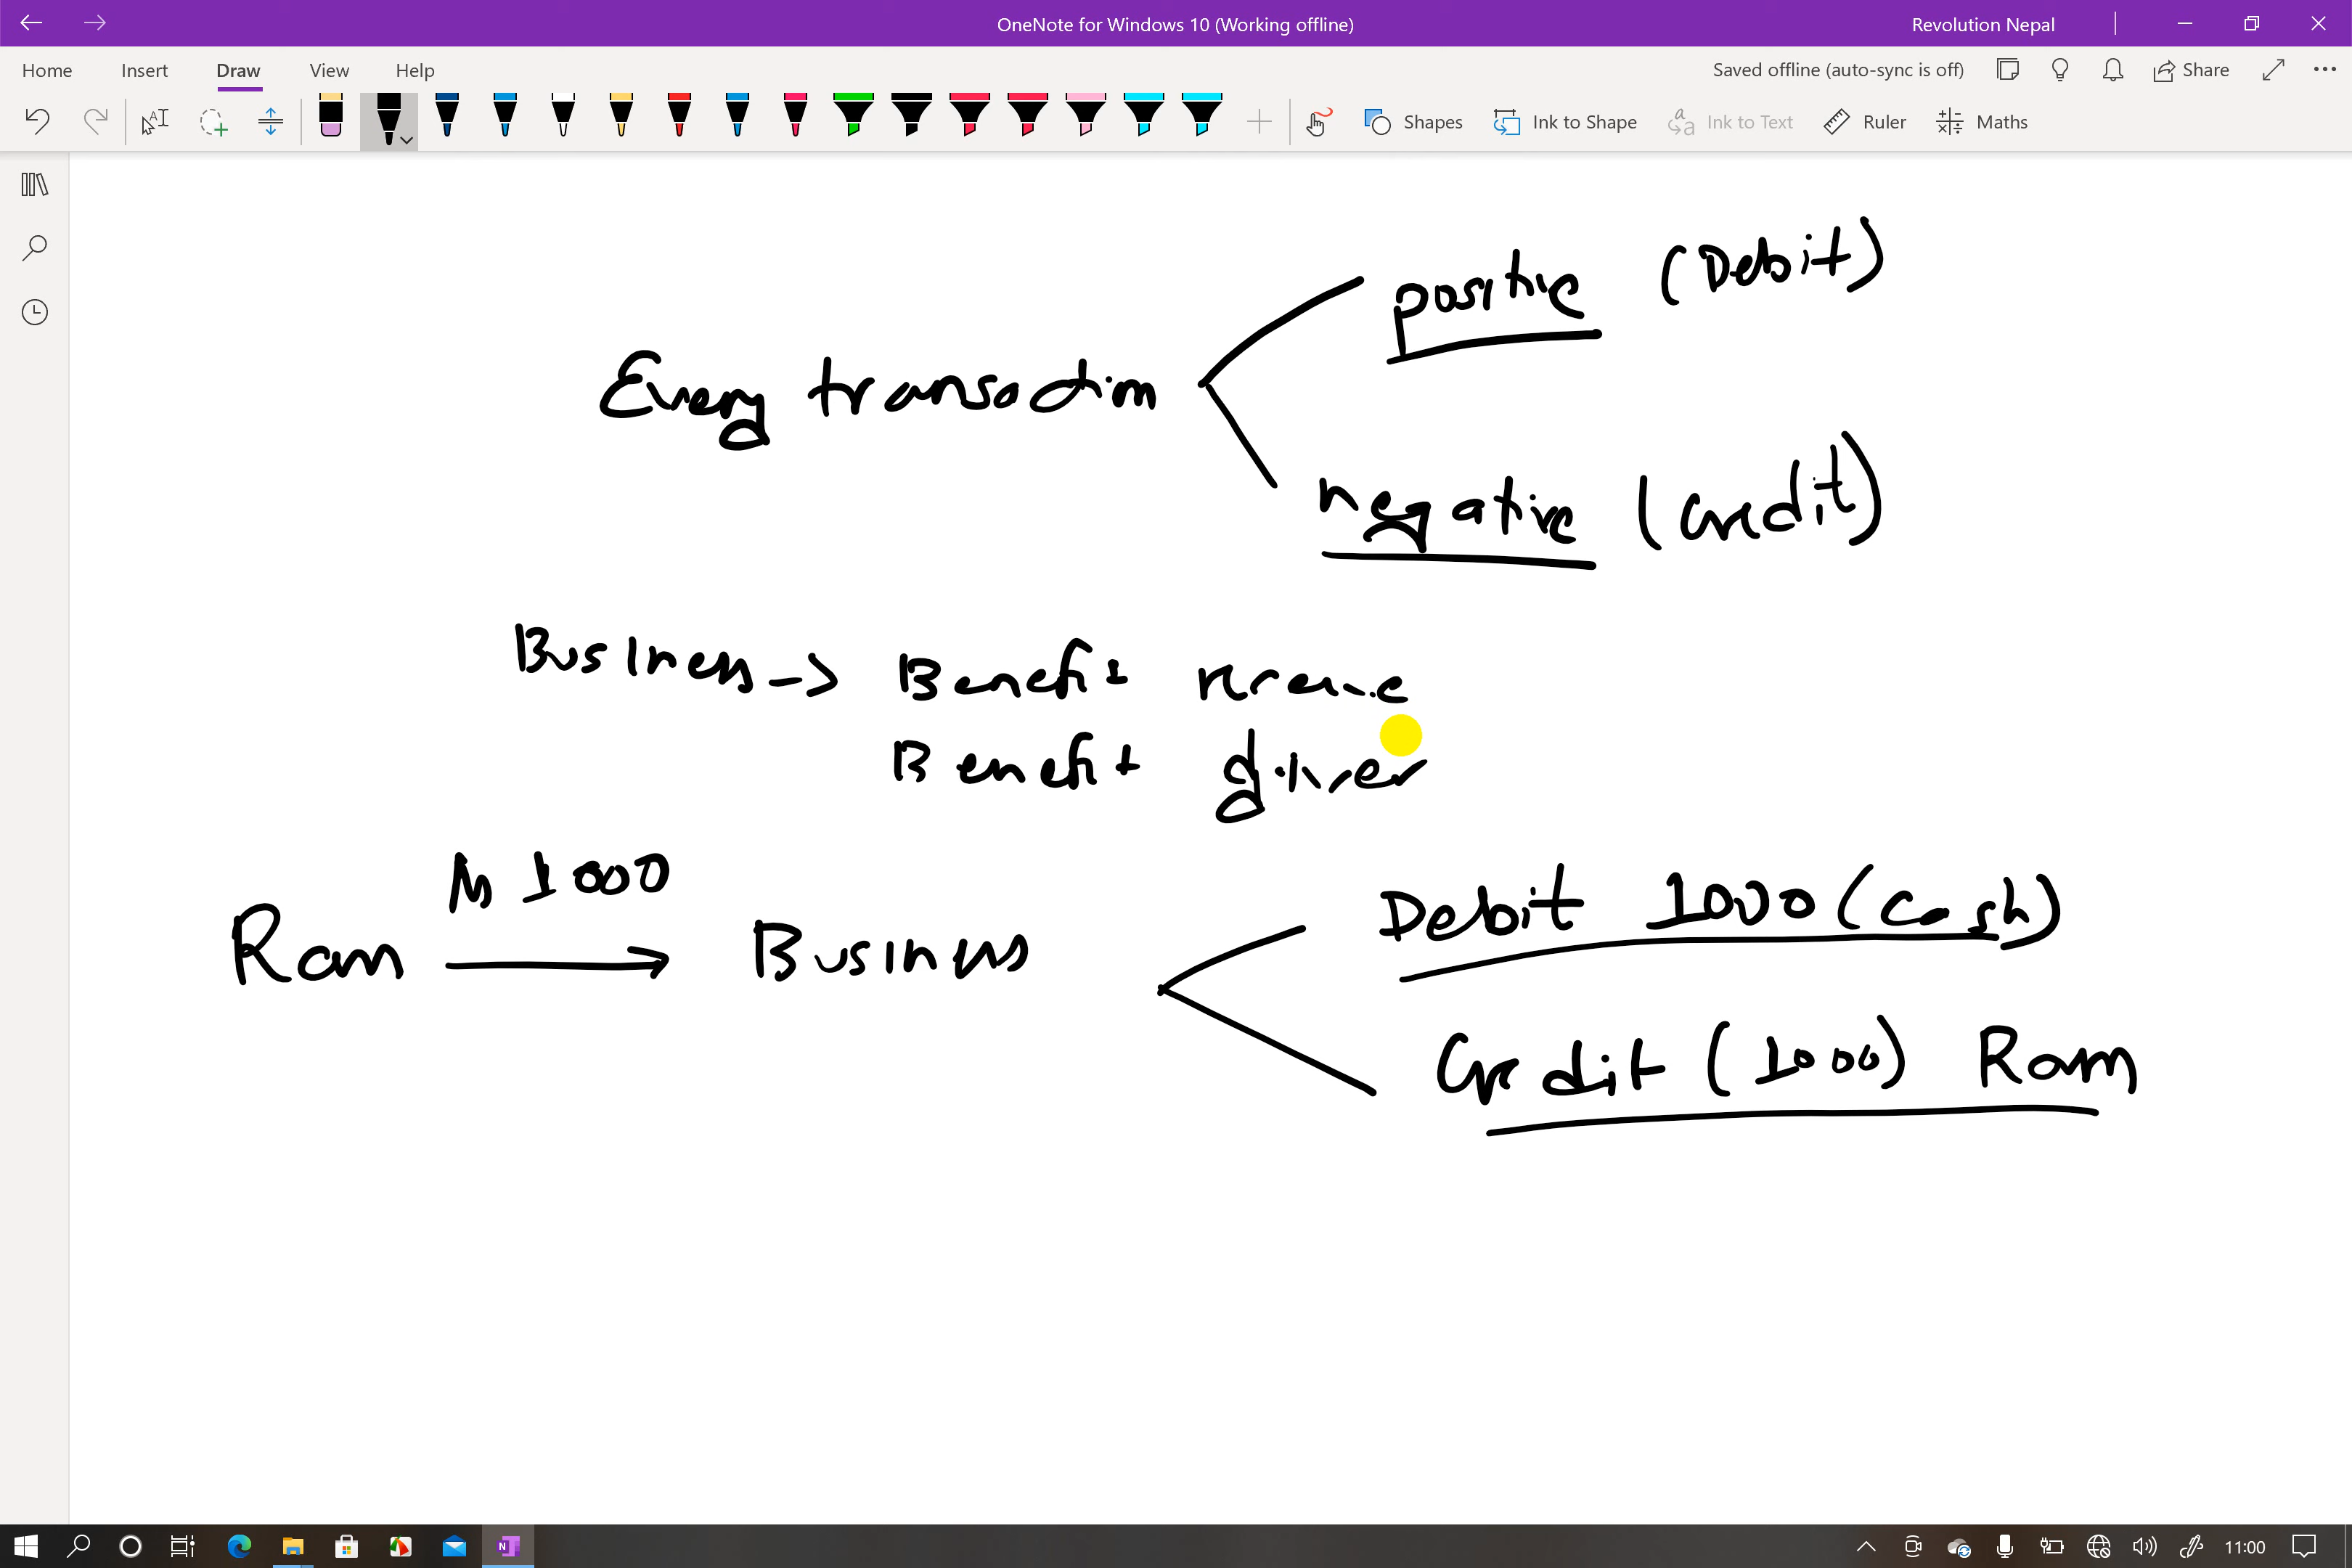 OneNote for Windows 10 (Working offline)
Revolution Nepal
Home Insert Draw View Help
Saved offline (auto-sync is off) Share
Shapes Ink to Shape Ink to Text Ruler Maths
positive (Debit)
Every transaction
negative (credit)
Business -> Benefit receive
Benefit giver
Rs 1000
Ram Business
Debit 1000 (cash)
Credit (1000) Ram
11:00